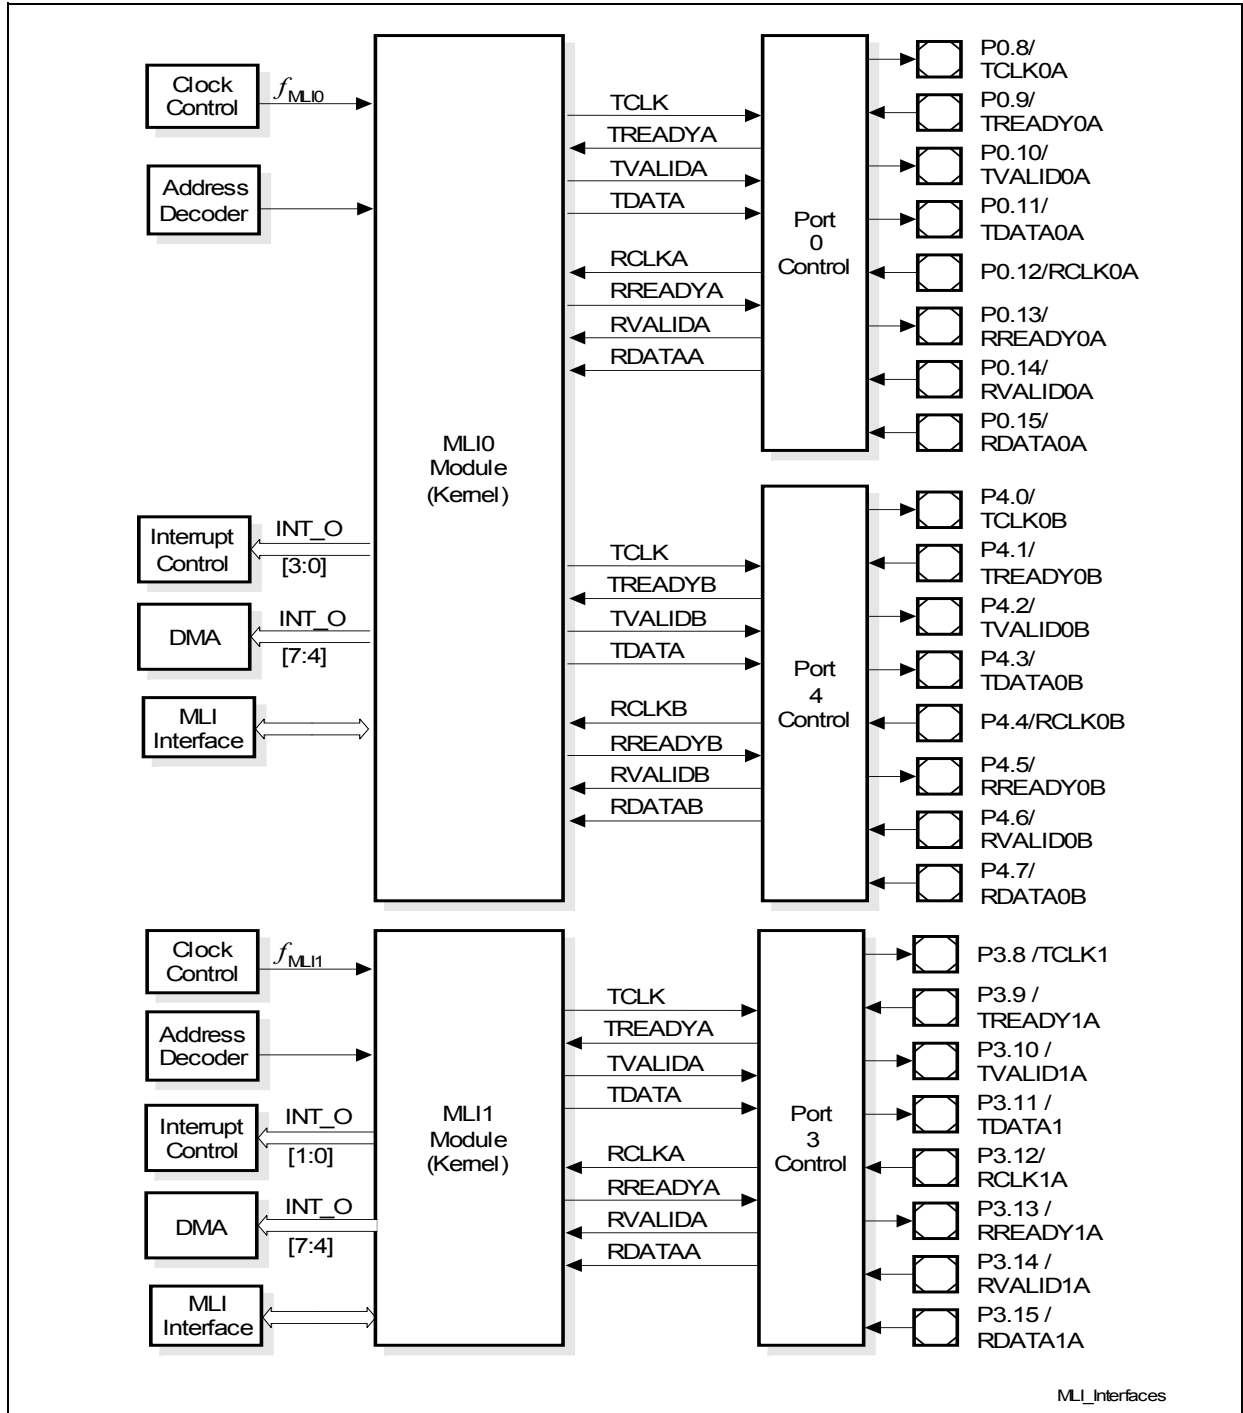 Clock
Control
fMLI0
Address
Decoder
Interrupt
Control
INT_O
[3:0]
DMA
INT_O
[7:4]
MLI
Interface
MLI0
Module
(Kernel)
TCLK
TREADYA
TVALIDA
TDATA
RCLKA
RREADYA
RVALIDA
RDATAA
TCLK
TREADYB
TVALIDB
TDATA
RCLKB
RREADYB
RVALIDB
RDATAB
Port
0
Control
P0.8/
TCLK0A
P0.9/
TREADY0A
P0.10/
TVALID0A
P0.11/
TDATA0A
P0.12/RCLK0A
P0.13/
RREADY0A
P0.14/
RVALID0A
P0.15/
RDATA0A
Port
4
Control
P4.0/
TCLK0B
P4.1/
TREADY0B
P4.2/
TVALID0B
P4.3/
TDATA0B
P4.4/RCLK0B
P4.5/
RREADY0B
P4.6/
RVALID0B
P4.7/
RDATA0B
Clock
Control
fMLI1
Address
Decoder
Interrupt
Control
INT_O
[1:0]
DMA
INT_O
[7:4]
MLI
Interface
MLI1
Module
(Kernel)
TCLK
TREADYA
TVALIDA
TDATA
RCLKA
RREADYA
RVALIDA
RDATAA
Port
3
Control
P3.8 /TCLK1
P3.9 /
TREADY1A
P3.10 /
TVALID1A
P3.11 /
TDATA1
P3.12/
RCLK1A
P3.13 /
RREADY1A
P3.14 /
RVALID1A
P3.15 /
RDATA1A
MLI_Interfaces